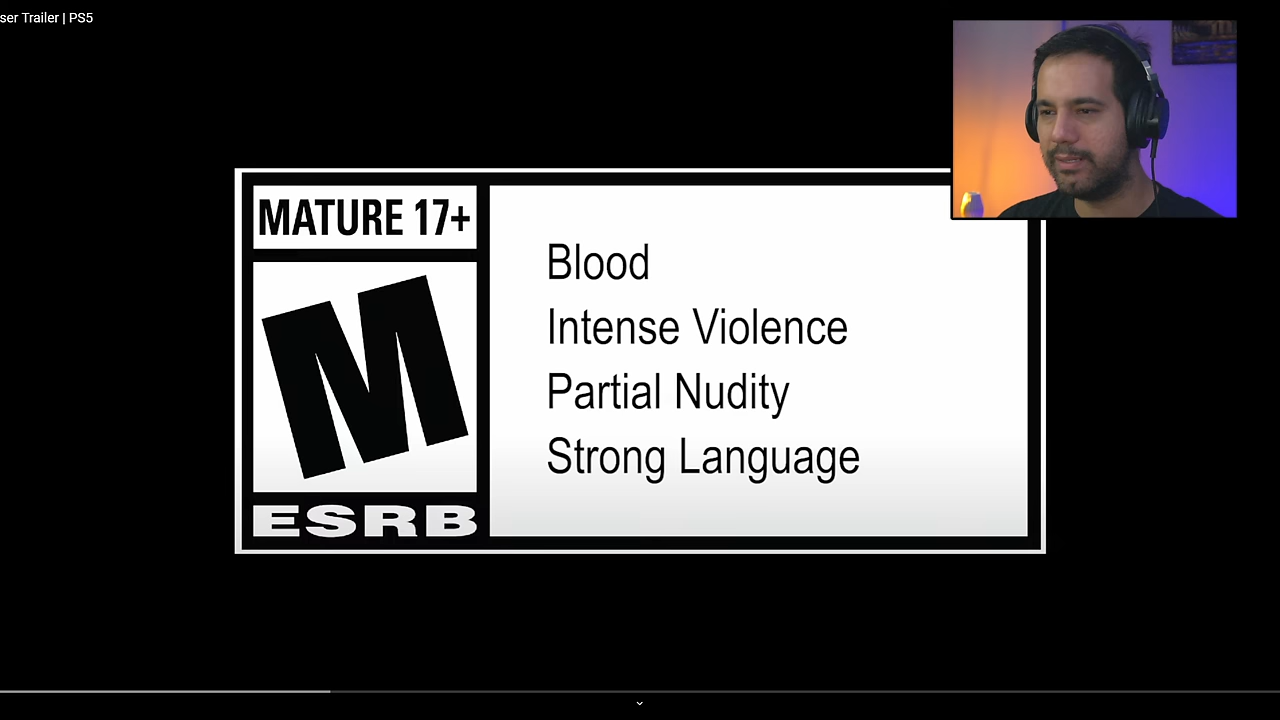 ser Trailer | PS5
MATURE 17+
M
ESRB
Blood
Intense Violence
Partial Nudity
Strong Language